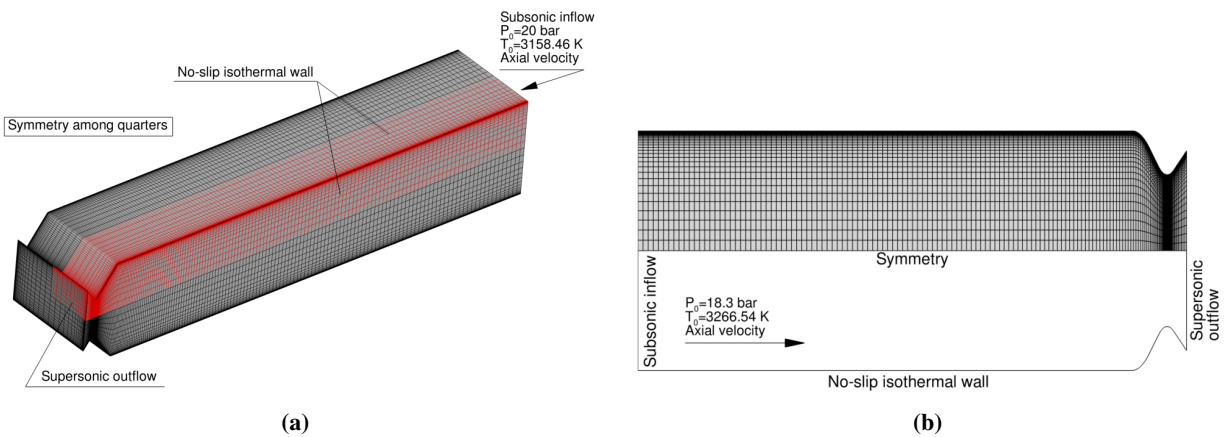 Subsonic inflow
P0=20 bar
T0=3158.46 K
Axial velocity
No-slip isothermal wall
Symmetry among quarters
Supersonic outflow
(a)
Symmetry
Subsonic inflow
P0=18.3 bar
T0=3266.54 K
Axial velocity
Supersonic
outflow
No-slip isothermal wall
(b)